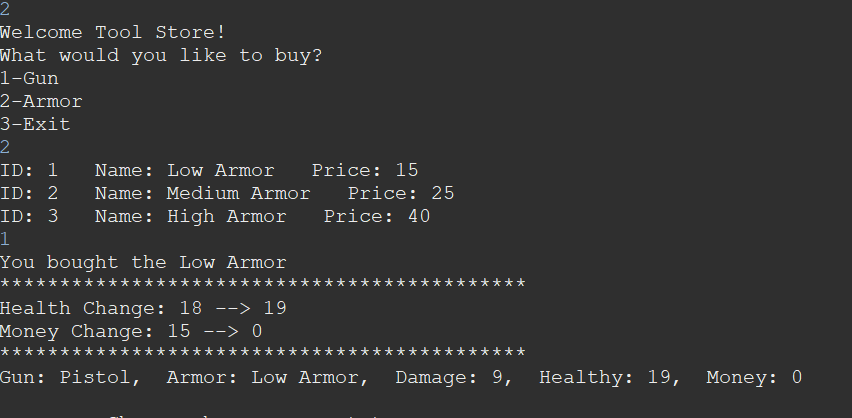 2
Welcome Tool Store!
What would you like to buy?
1-Gun
2-Armor
3-Exit
2
ID: 1   Name: Low Armor   Price: 15
ID: 2   Name: Medium Armor   Price: 25
ID: 3   Name: High Armor   Price: 40
1
You bought the Low Armor
********************************************
Health Change: 18 --> 19
Money Change: 15 --> 0
********************************************
Gun: Pistol,  Armor: Low Armor,  Damage: 9,  Healthy: 19,  Money: 0